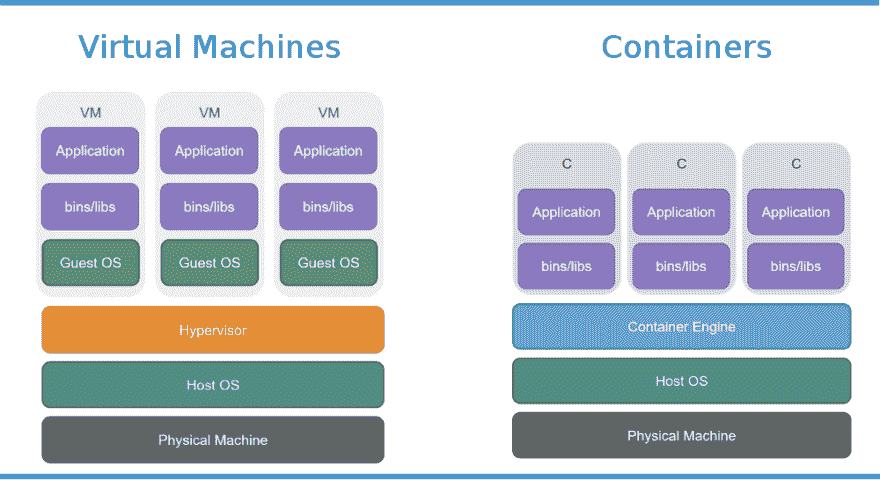 Virtual Machines
VM VM VM
Application Application Application
bins/libs bins/libs bins/libs
Guest OS Guest OS Guest OS
Hypervisor
Host OS
Physical Machine
Containers
C C C
Application Application Application
bins/libs bins/libs bins/libs
Container Engine
Host OS
Physical Machine